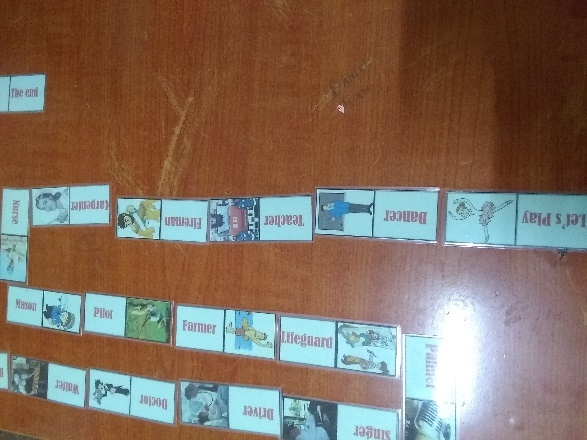 The end
Let's Play
Dancer
Teacher
Fireman
Carpenter
Nurse
Mason
Pilot
Farmer
Lifeguard
Painter
Singer
Driver
Doctor
Waiter